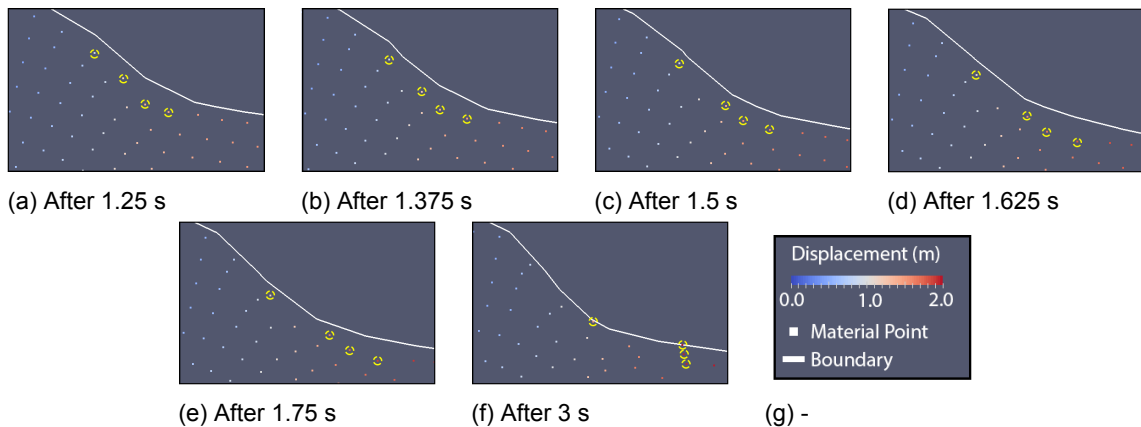 (a) After 1.25 s
(b) After 1.375 s
(c) After 1.5 s
(d) After 1.625 s
(e) After 1.75 s
(f) After 3 s
Displacement (m)
0.0 1.0 2.0
Material Point
Boundary
(g) -